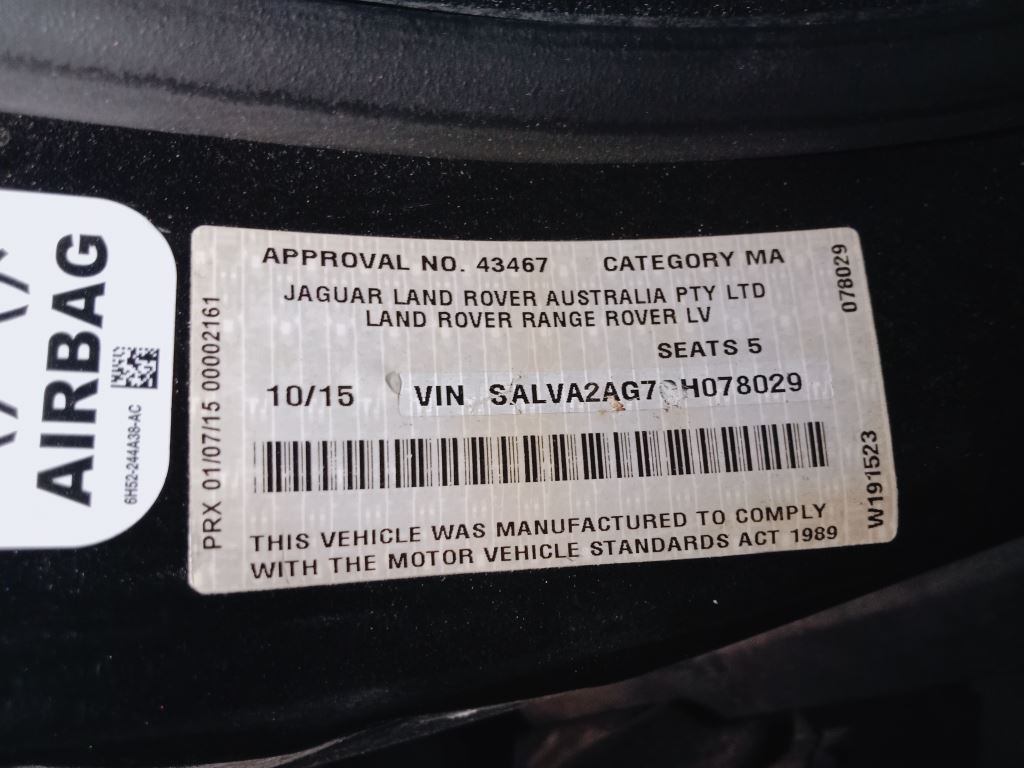 AIRBAG
6H52-244A38-AC
PRX 01/07/15 00002161
APPROVAL NO. 43467 CATEGORY MA
JAGUAR LAND ROVER AUSTRALIA PTY LTD
LAND ROVER RANGE ROVER LV
SEATS 5
10/15 VIN
THIS VEHICLE WAS MANUFACTURED TO COMPLY
WITH THE MOTOR VEHICLE STANDARDS ACT 1989
078029
W191523